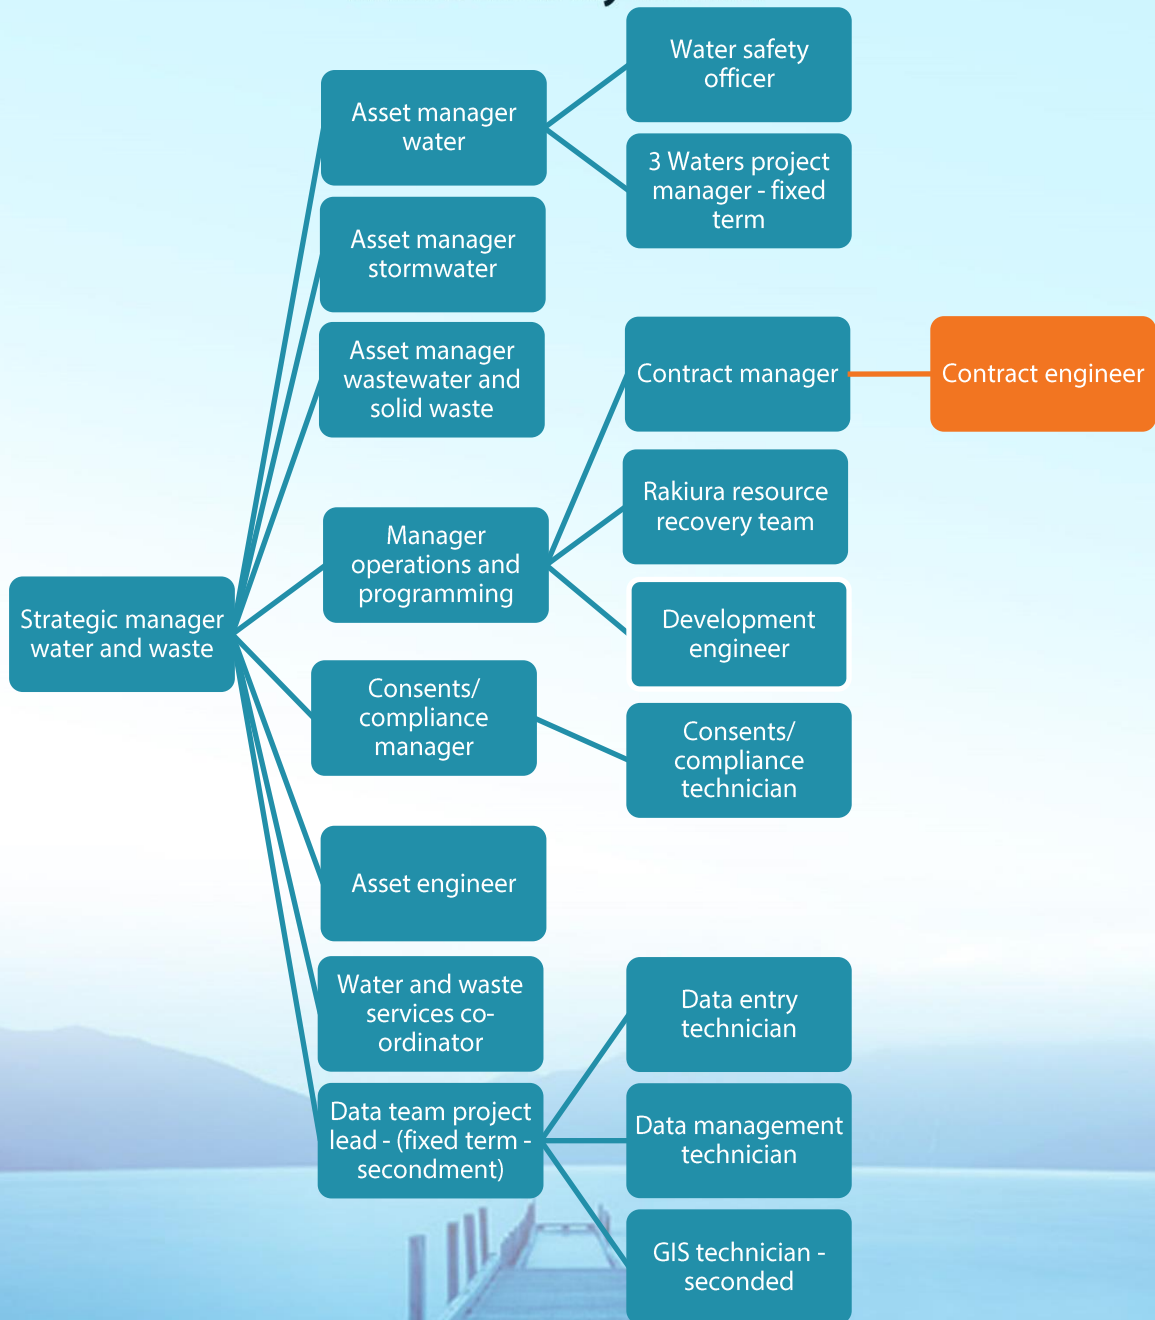 Water safety
officer
Asset manager
water
3 Waters project
manager - fixed
term
Asset manager
stormwater
Asset manager
wastewater and
solid waste
Contract manager
Contract engineer
Rakiura resource
recovery team
Manager
operations and
programming
Strategic manager
water and waste
Development
engineer
Consents/
compliance
manager
Consents/
compliance
technician
Asset engineer
Water and waste
services co-
ordinator
Data entry
technician
Data team project
lead - (fixed term -
secondment)
Data management
technician
GIS technician -
seconded